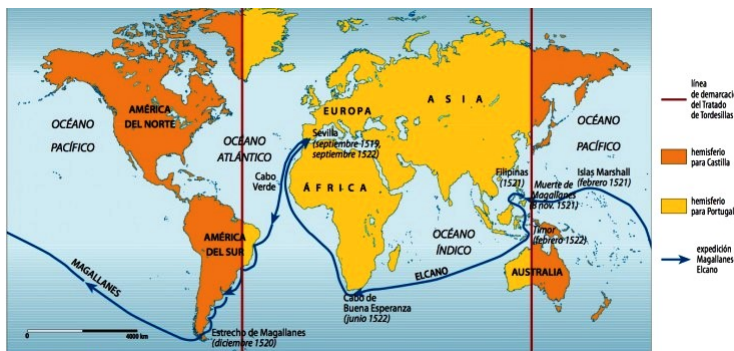 AMÉRICA
DEL NORTE
OCÉANO
PACÍFICO
OCÉANO
ATLÁNTICO
EUROPA
ASIA
Sevilla
(septiembre 1519,
septiembre 1522)
Cabo
Verde
ÁFRICA
AMÉRICA
DEL SUR
MAGALLANES
Estrecho de Magallanes
(diciembre 1520)
0 4000 km
OCÉANO
ÍNDICO
ELCANO
Cabo de
Buena Esperanza
(junio 1522)
Filipinas
(1521)
Muerte de
Magallanes
(8 nov. 1521)
Timor
(febrero 1522)
AUSTRALIA
OCÉANO
PACÍFICO
Islas Marshall
(febrero 1521)
línea
de demarcació
del Tratado
de Tordesillas
hemisferio
para Castilla
hemisferio
para Portugal
expedición
Magallanes
Elcano